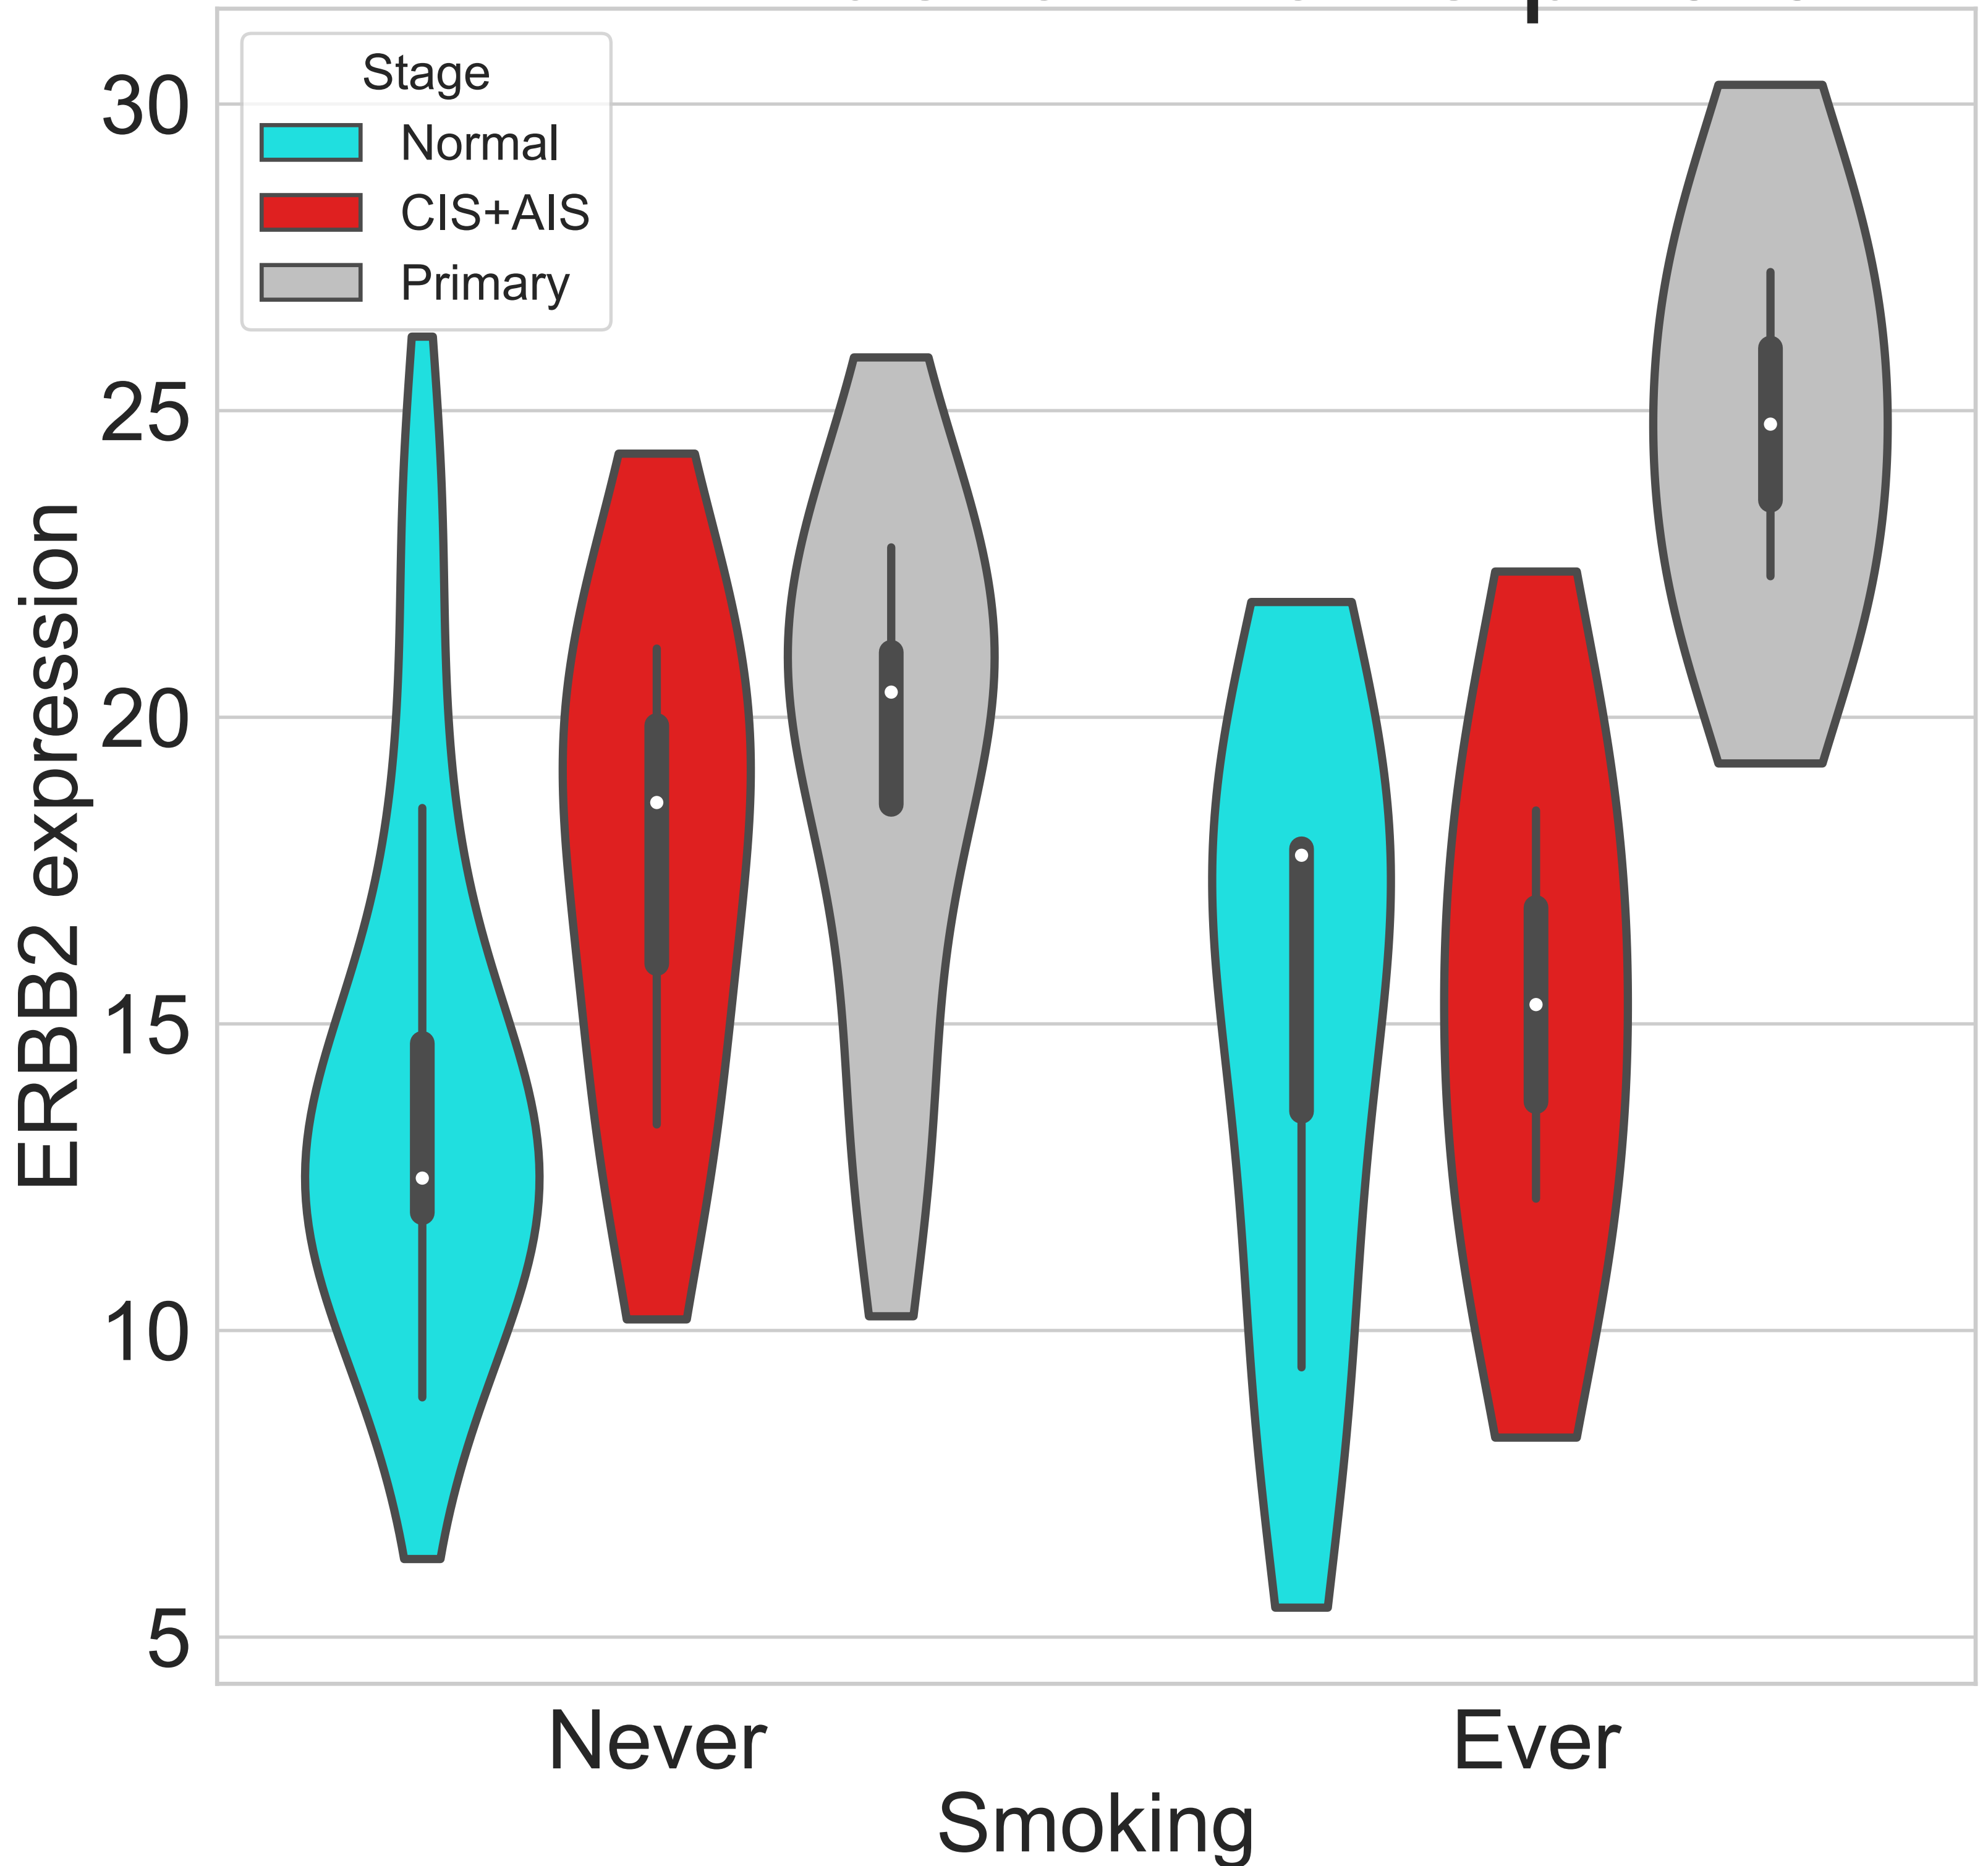 Stage
Normal
CIS+AIS
Primary
30
25
20
15
10
5
ERBB2 expression
Never
Ever
Smoking